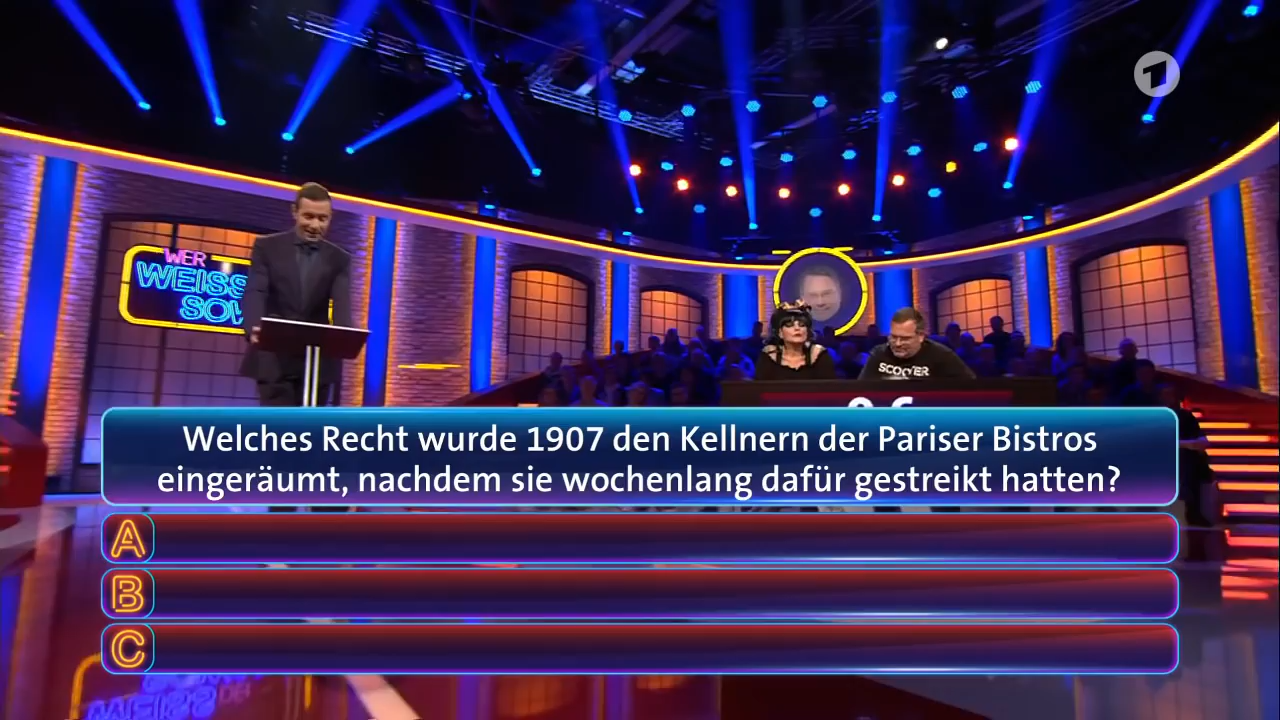 1
WER
WEISS
SCOOTER
Welches Recht wurde 1907 den Kellnern der Pariser Bistros
eingeräumt, nachdem sie wochenlang dafür gestreikt hatten?
A
B
C